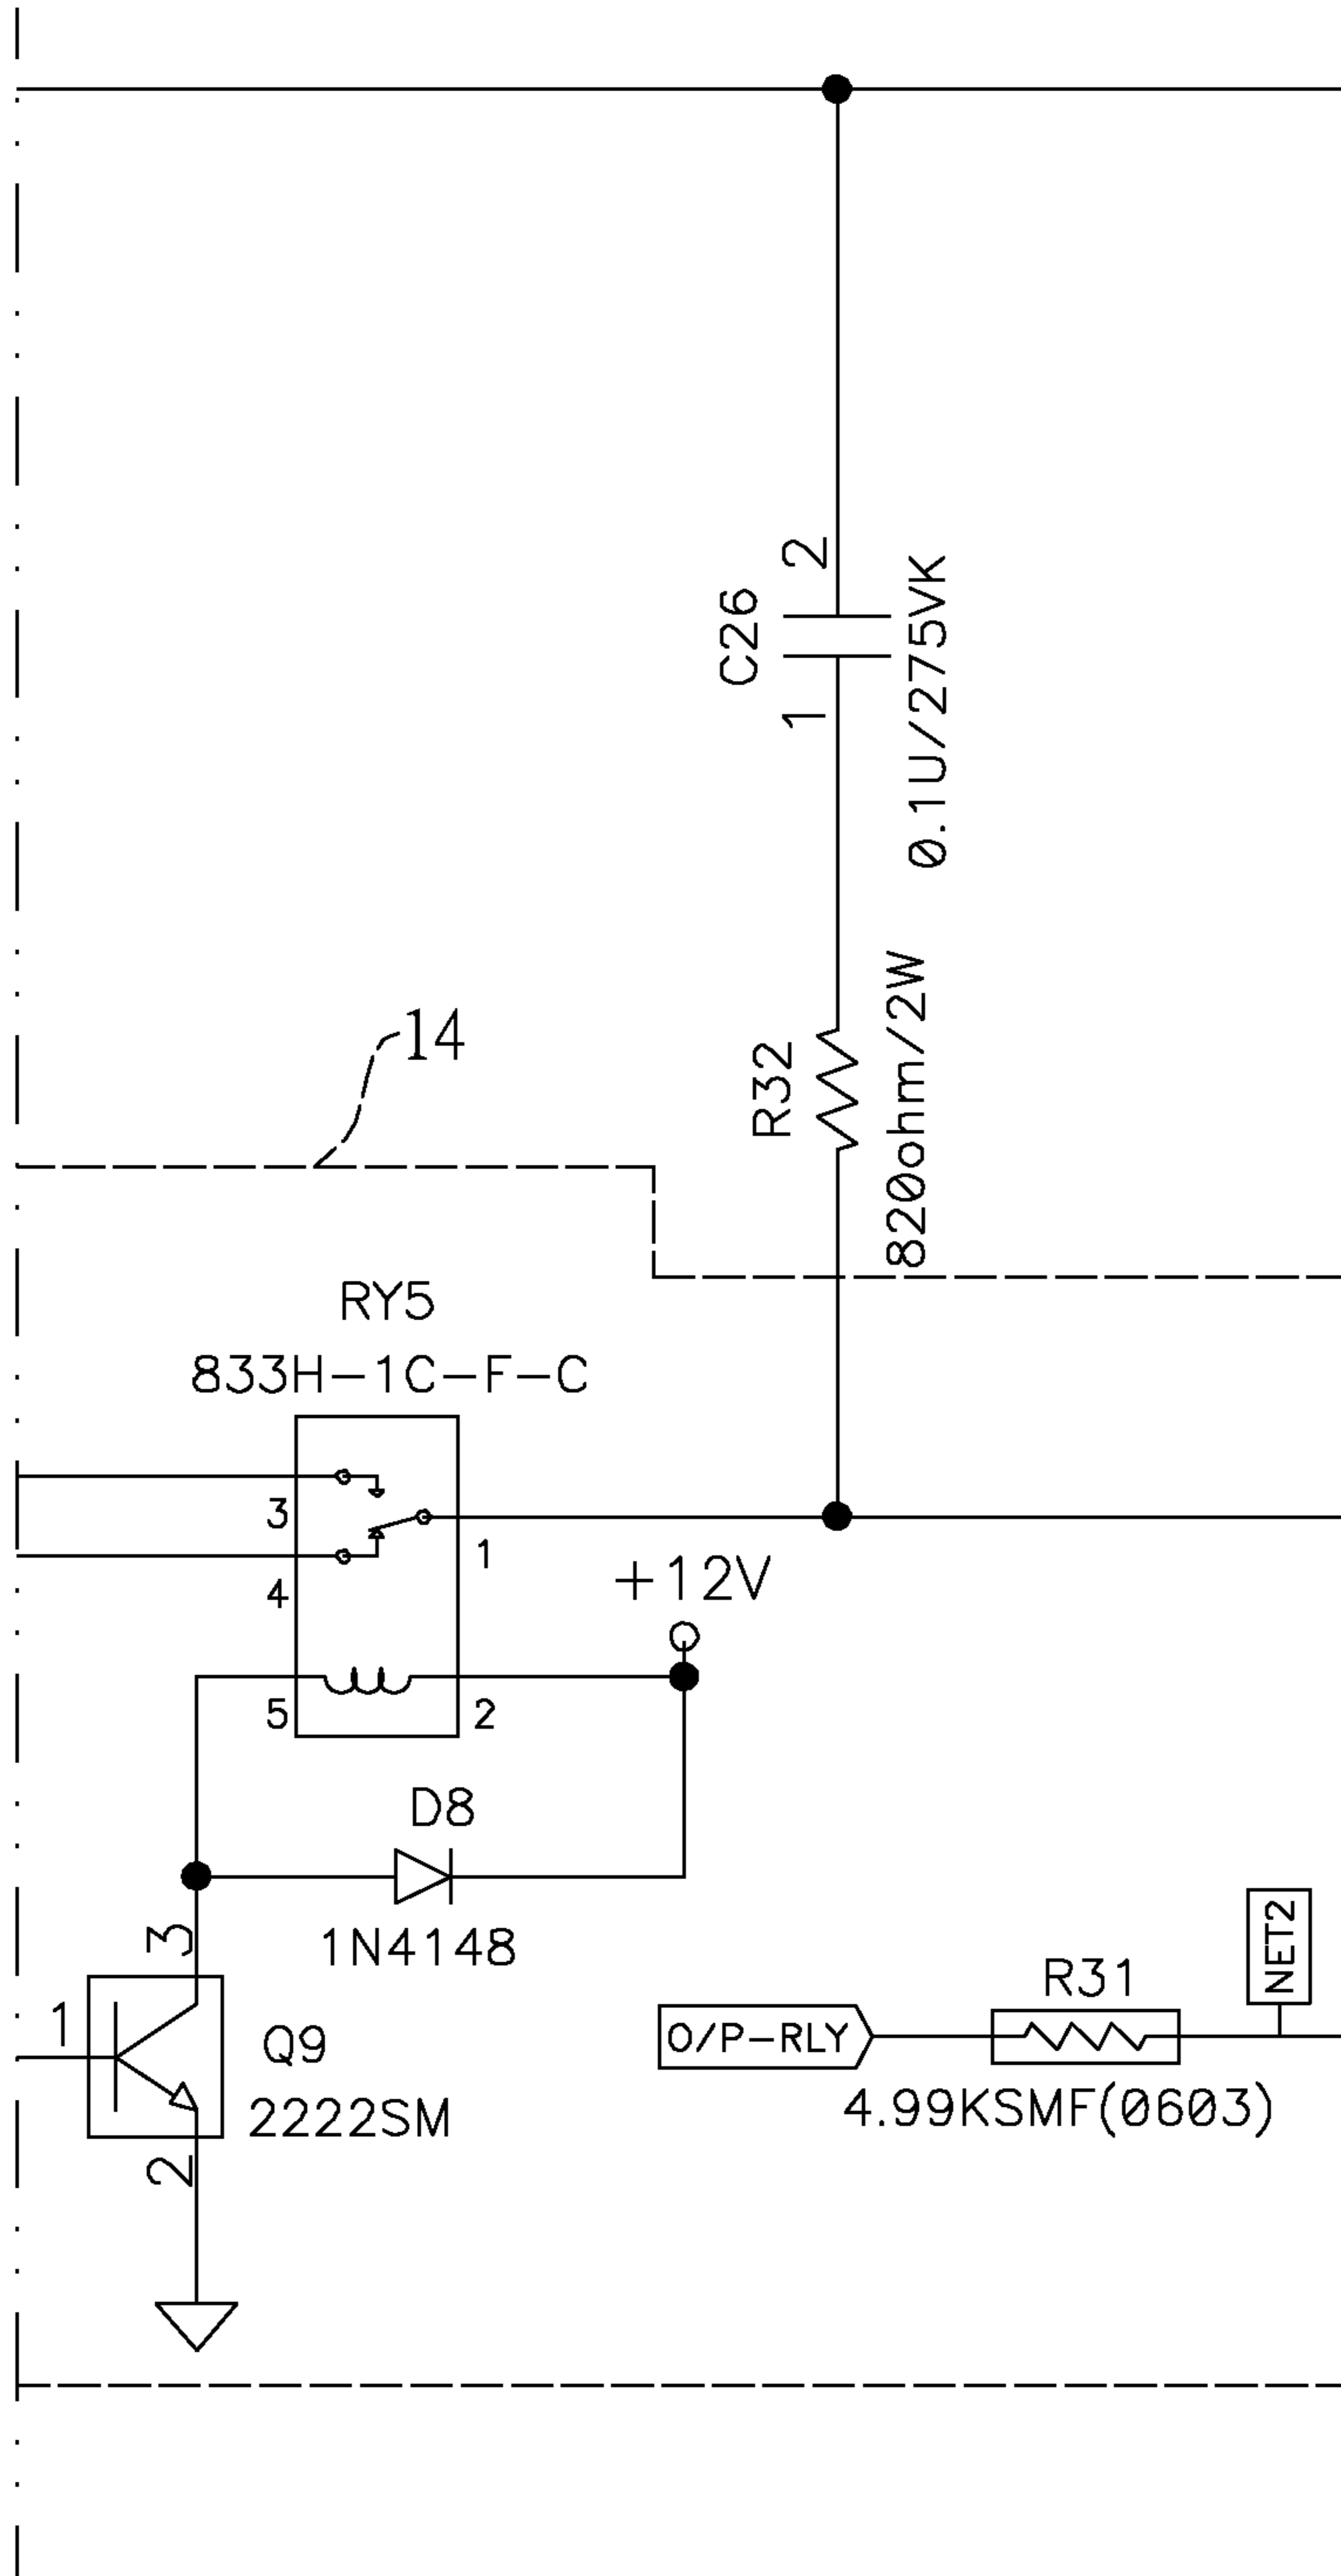 2
C26
0.1U/275VK
1
14
R32
820ohm/2W
RY5
833H-1C-F-C
3
1
4
+12V
5
2
D8
1N4148
3
1
Q9
2222SM
2
O/P-RLY
R31
NET2
4.99KSMF(0603)